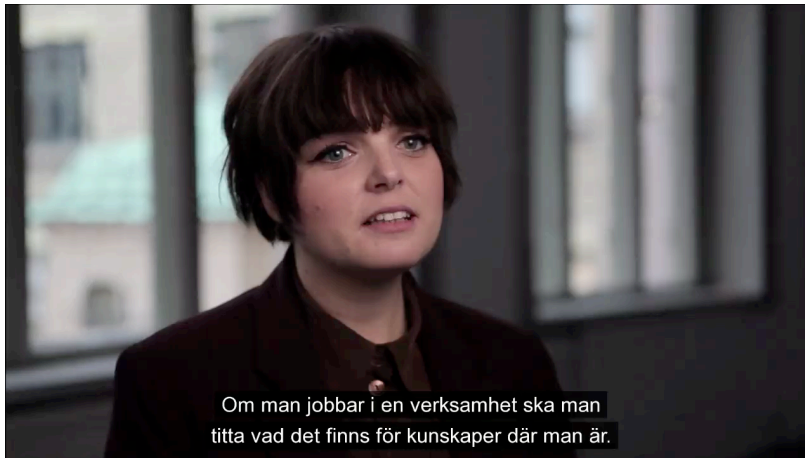 Om man jobbar i en verksamhet ska man
titta vad det finns för kunskaper där man är.